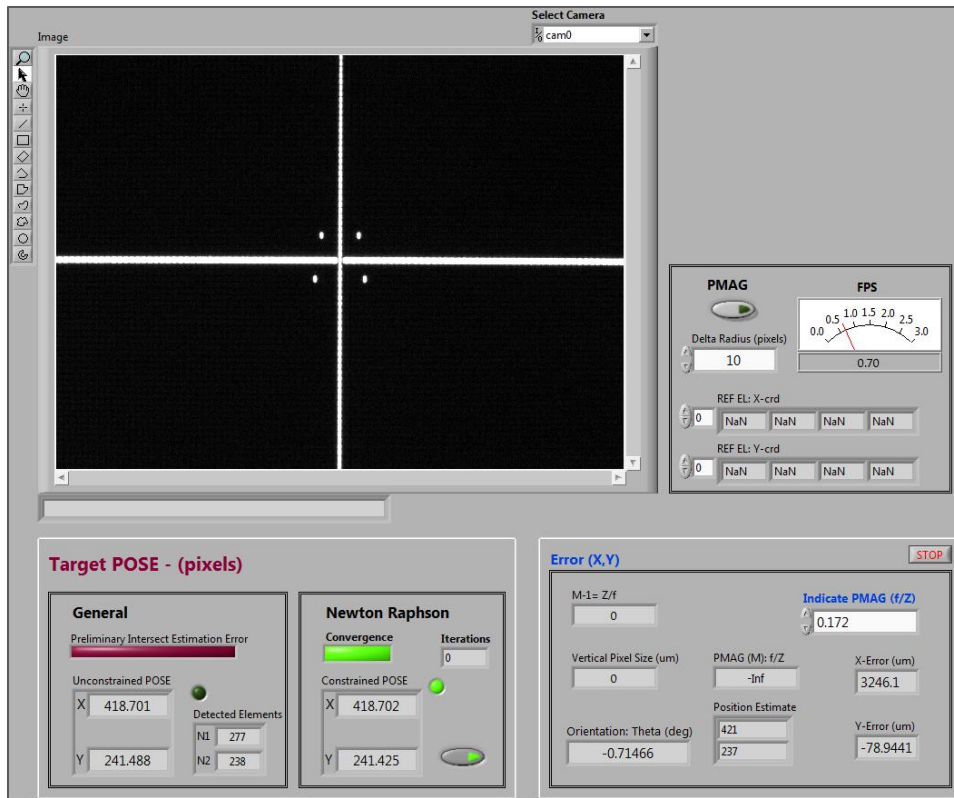 Select Camera
Image
I/O cam0
PMAG
FPS
0.0 0.5 1.0 1.5 2.0 2.5 3.0
Delta Radius (pixels)
10
0.70
REF EL: X-crd
0 NaN NaN NaN NaN
REF EL: Y-crd
0 NaN NaN NaN NaN
Target POSE - (pixels)
General
Preliminary Intersect Estimation Error
Unconstrained POSE
X 418.701
Detected Elements
N1 277
Y 241.488
N2 238
Newton Raphson
Convergence
Iterations
0
Constrained POSE
X 418.702
Y 241.425
Error (X,Y)
STOP
M-1= Z/f
0
Indicate PMAG (f/Z)
0.172
Vertical Pixel Size (um)
0
PMAG (M): f/Z
-Inf
X-Error (um)
3246.1
Orientation: Theta (deg)
-0.71466
Position Estimate
421
237
Y-Error (um)
-78.9441